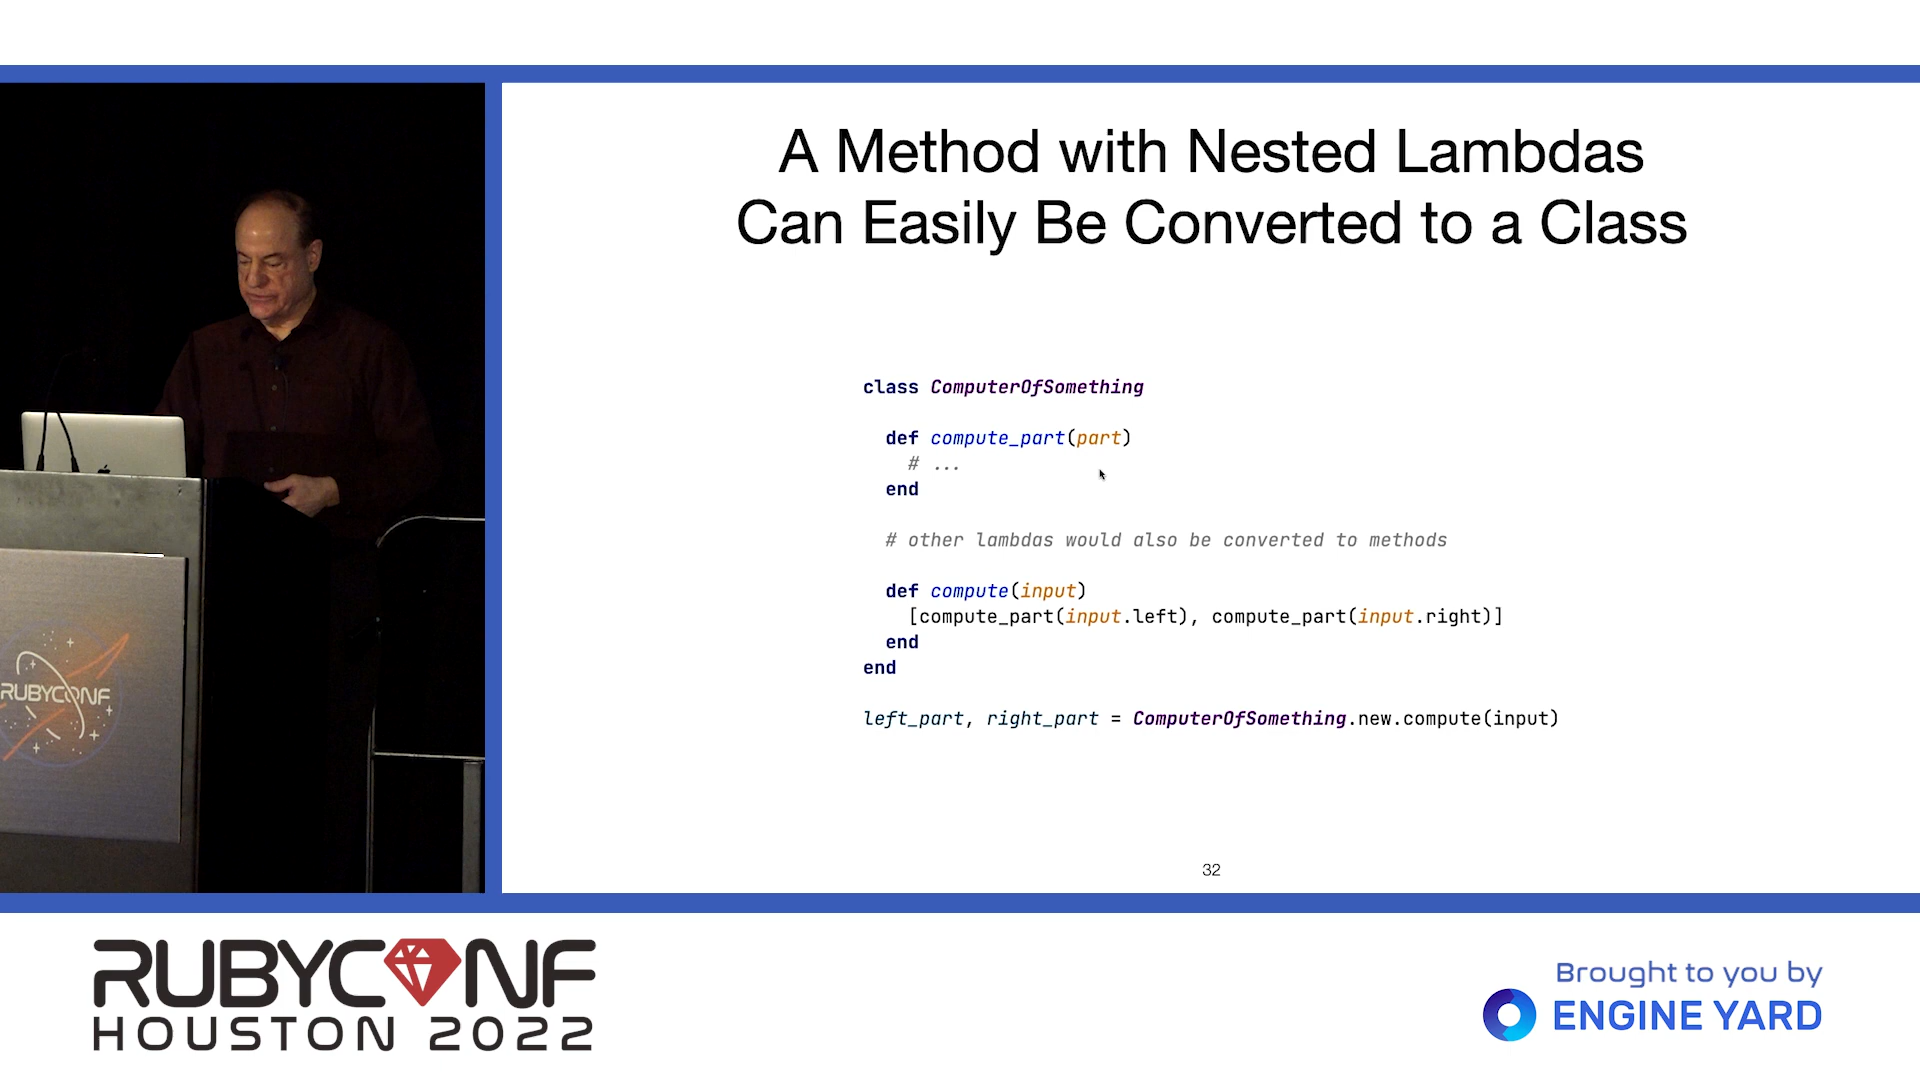 A Method with Nested Lambdas
Can Easily Be Converted to a Class
class ComputerOfSomething
def compute_part(part)
# ...
end
# other lambdas would also be converted to methods
def compute(input)
[compute_part(input.left), compute_part(input.right)]
end
end
left_part, right_part = ComputerOfSomething.new.compute(input)
32
RUBYCONF
RUBYCONF
HOUSTON 2022
Brought to you by
ENGINE YARD